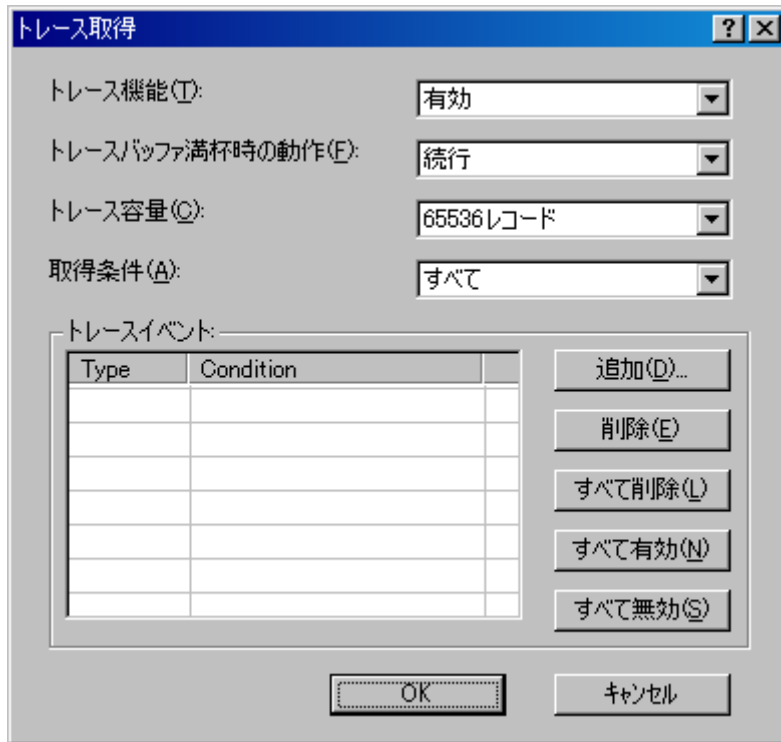 トレース取得
トレース機能(T): 有効
トレースバッファ満杯時の動作(F): 続行
トレース容量(C): 65536レコード
取得条件(A): すべて
トレースイベント:
Type Condition
追加(D)...
削除(E)
すべて削除(L)
すべて有効(N)
すべて無効(S)
OK キャンセル